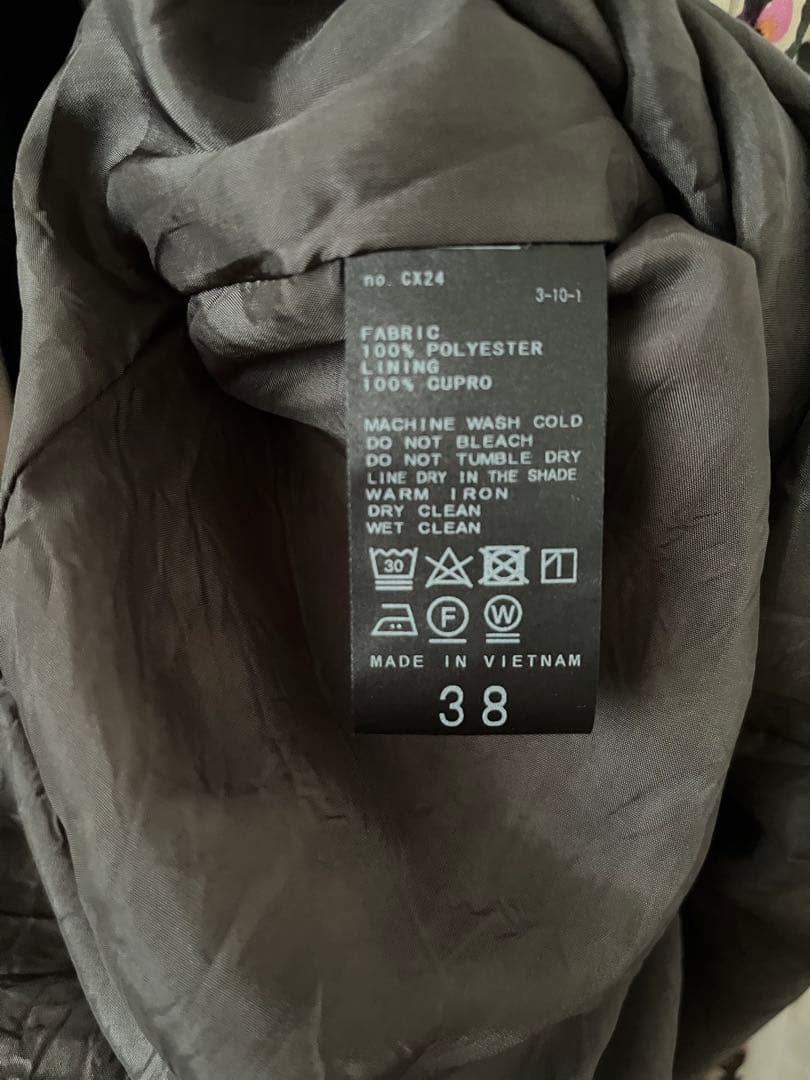 no. CX24
3-10-1
FABRIC
100% POLYESTER
LINING
100% CUPRO
MACHINE WASH COLD
DO NOT BLEACH
DO NOT TUMBLE DRY
LINE DRY IN THE SHADE
WARM IRON
DRY CLEAN
WET CLEAN
30
F W
MADE IN VIETNAM
38